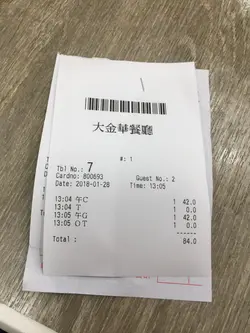 大金華餐廳
#: 1
Tbl No.: 7
Cardno: 800693 Guest No.: 2
Date: 2018-01-28 Time: 13:05
13:04 午C 1 42.0
13:04 T 1 0.0
13:05 午G 1 42.0
13:05 OT 1 0.0
------
Total : 84.0